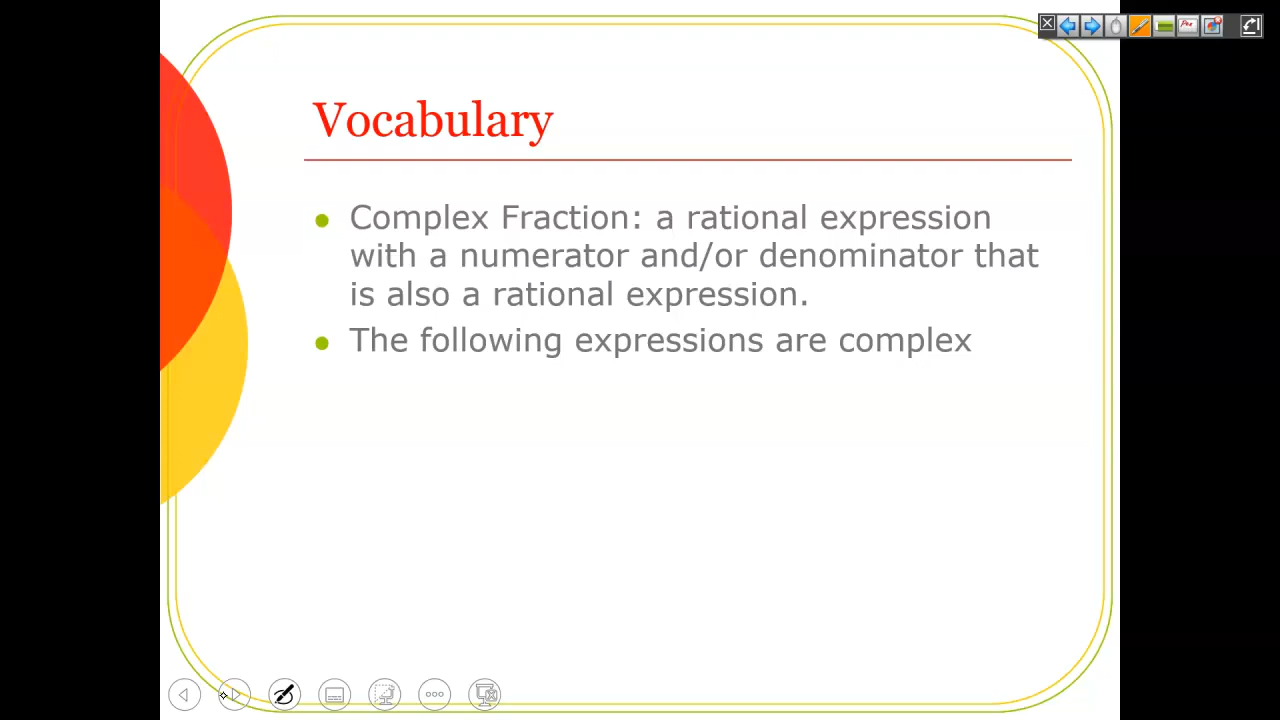 Vocabulary
Complex Fraction: a rational expression
with a numerator and/or denominator that
is also a rational expression.
The following expressions are complex